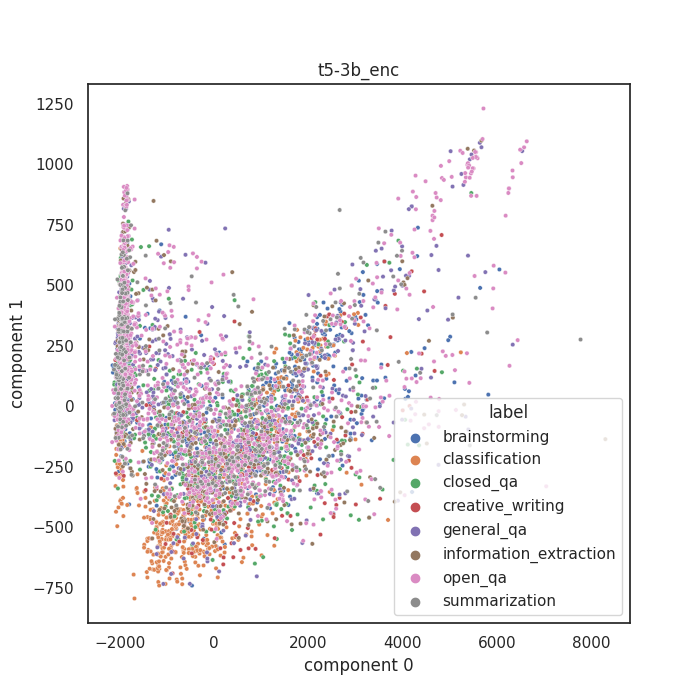 t5-3b_enc
1250
1000
750
500
250
0
−250
−500
−750
component 1
−2000
0
2000
4000
6000
8000
component 0
label
brainstorming
classification
closed_qa
creative_writing
general_qa
information_extraction
open_qa
summarization